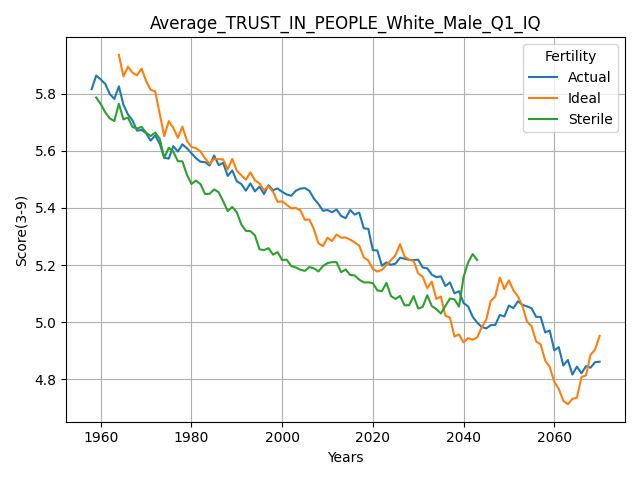 Average_TRUST_IN_PEOPLE_White_Male_Q1_IQ
Score(3-9)
5.8
5.6
5.4
5.2
5.0
4.8
Fertility
Actual
Ideal
Sterile
1960
1980
2000
2020
2040
2060
Years